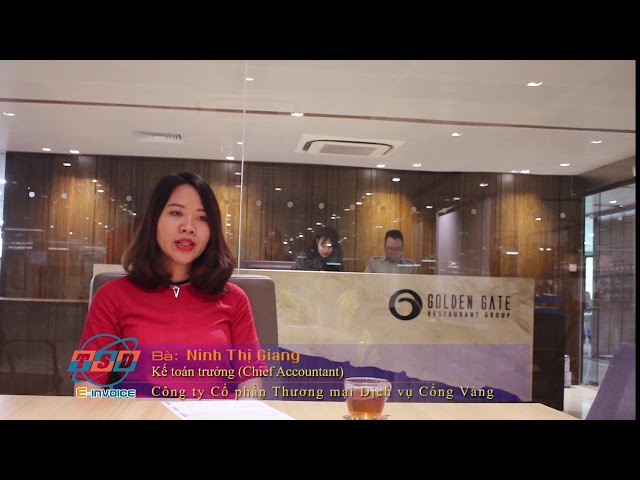 GOLDEN GATE
RESTAURANT GROUP
TSD
E-INVOICE
Bà: Ninh Thị Giang
Kế toán trưởng (Chief Accountant)
Công ty Cổ phần Thương mại Dịch vụ Cổng Vàng